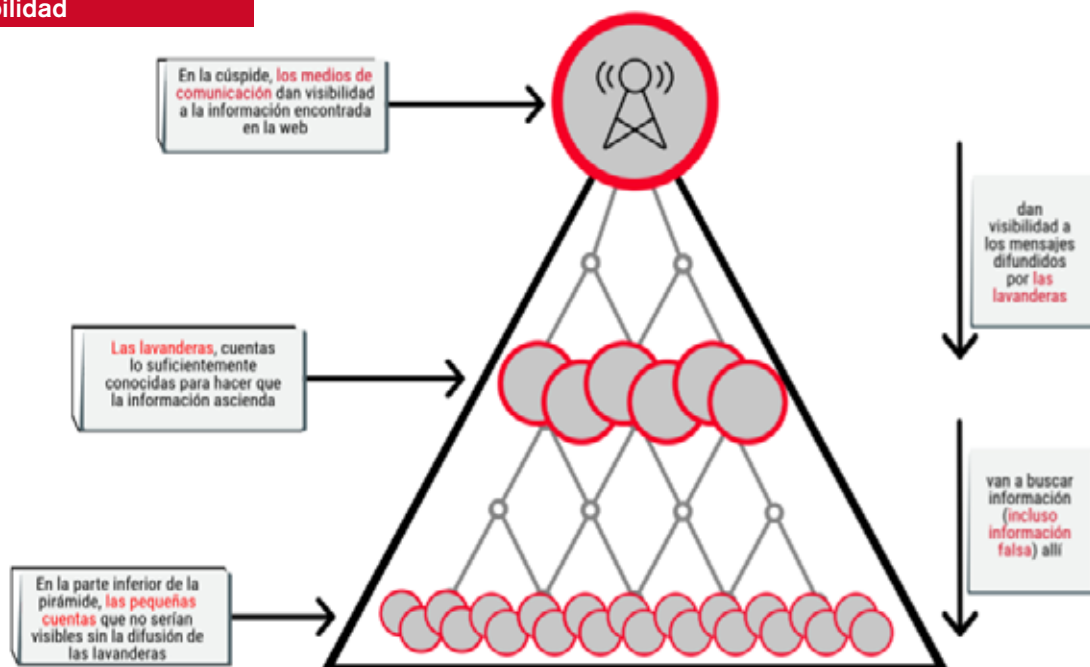 bilidad
En la cúspide, los medios de
comunicación dan visibilidad
a la información encontrada
en la web
dan
visibilidad a
los mensajes
difundidos
por las
lavanderas
Las lavanderas, cuentas
lo suficientemente
conocidas para hacer que
la información ascienda
van a buscar
información
(incluso
información
falsa) allí
En la parte inferior de la
pirámide, las pequeñas
cuentas que no serían
visibles sin la difusión de
las lavanderas